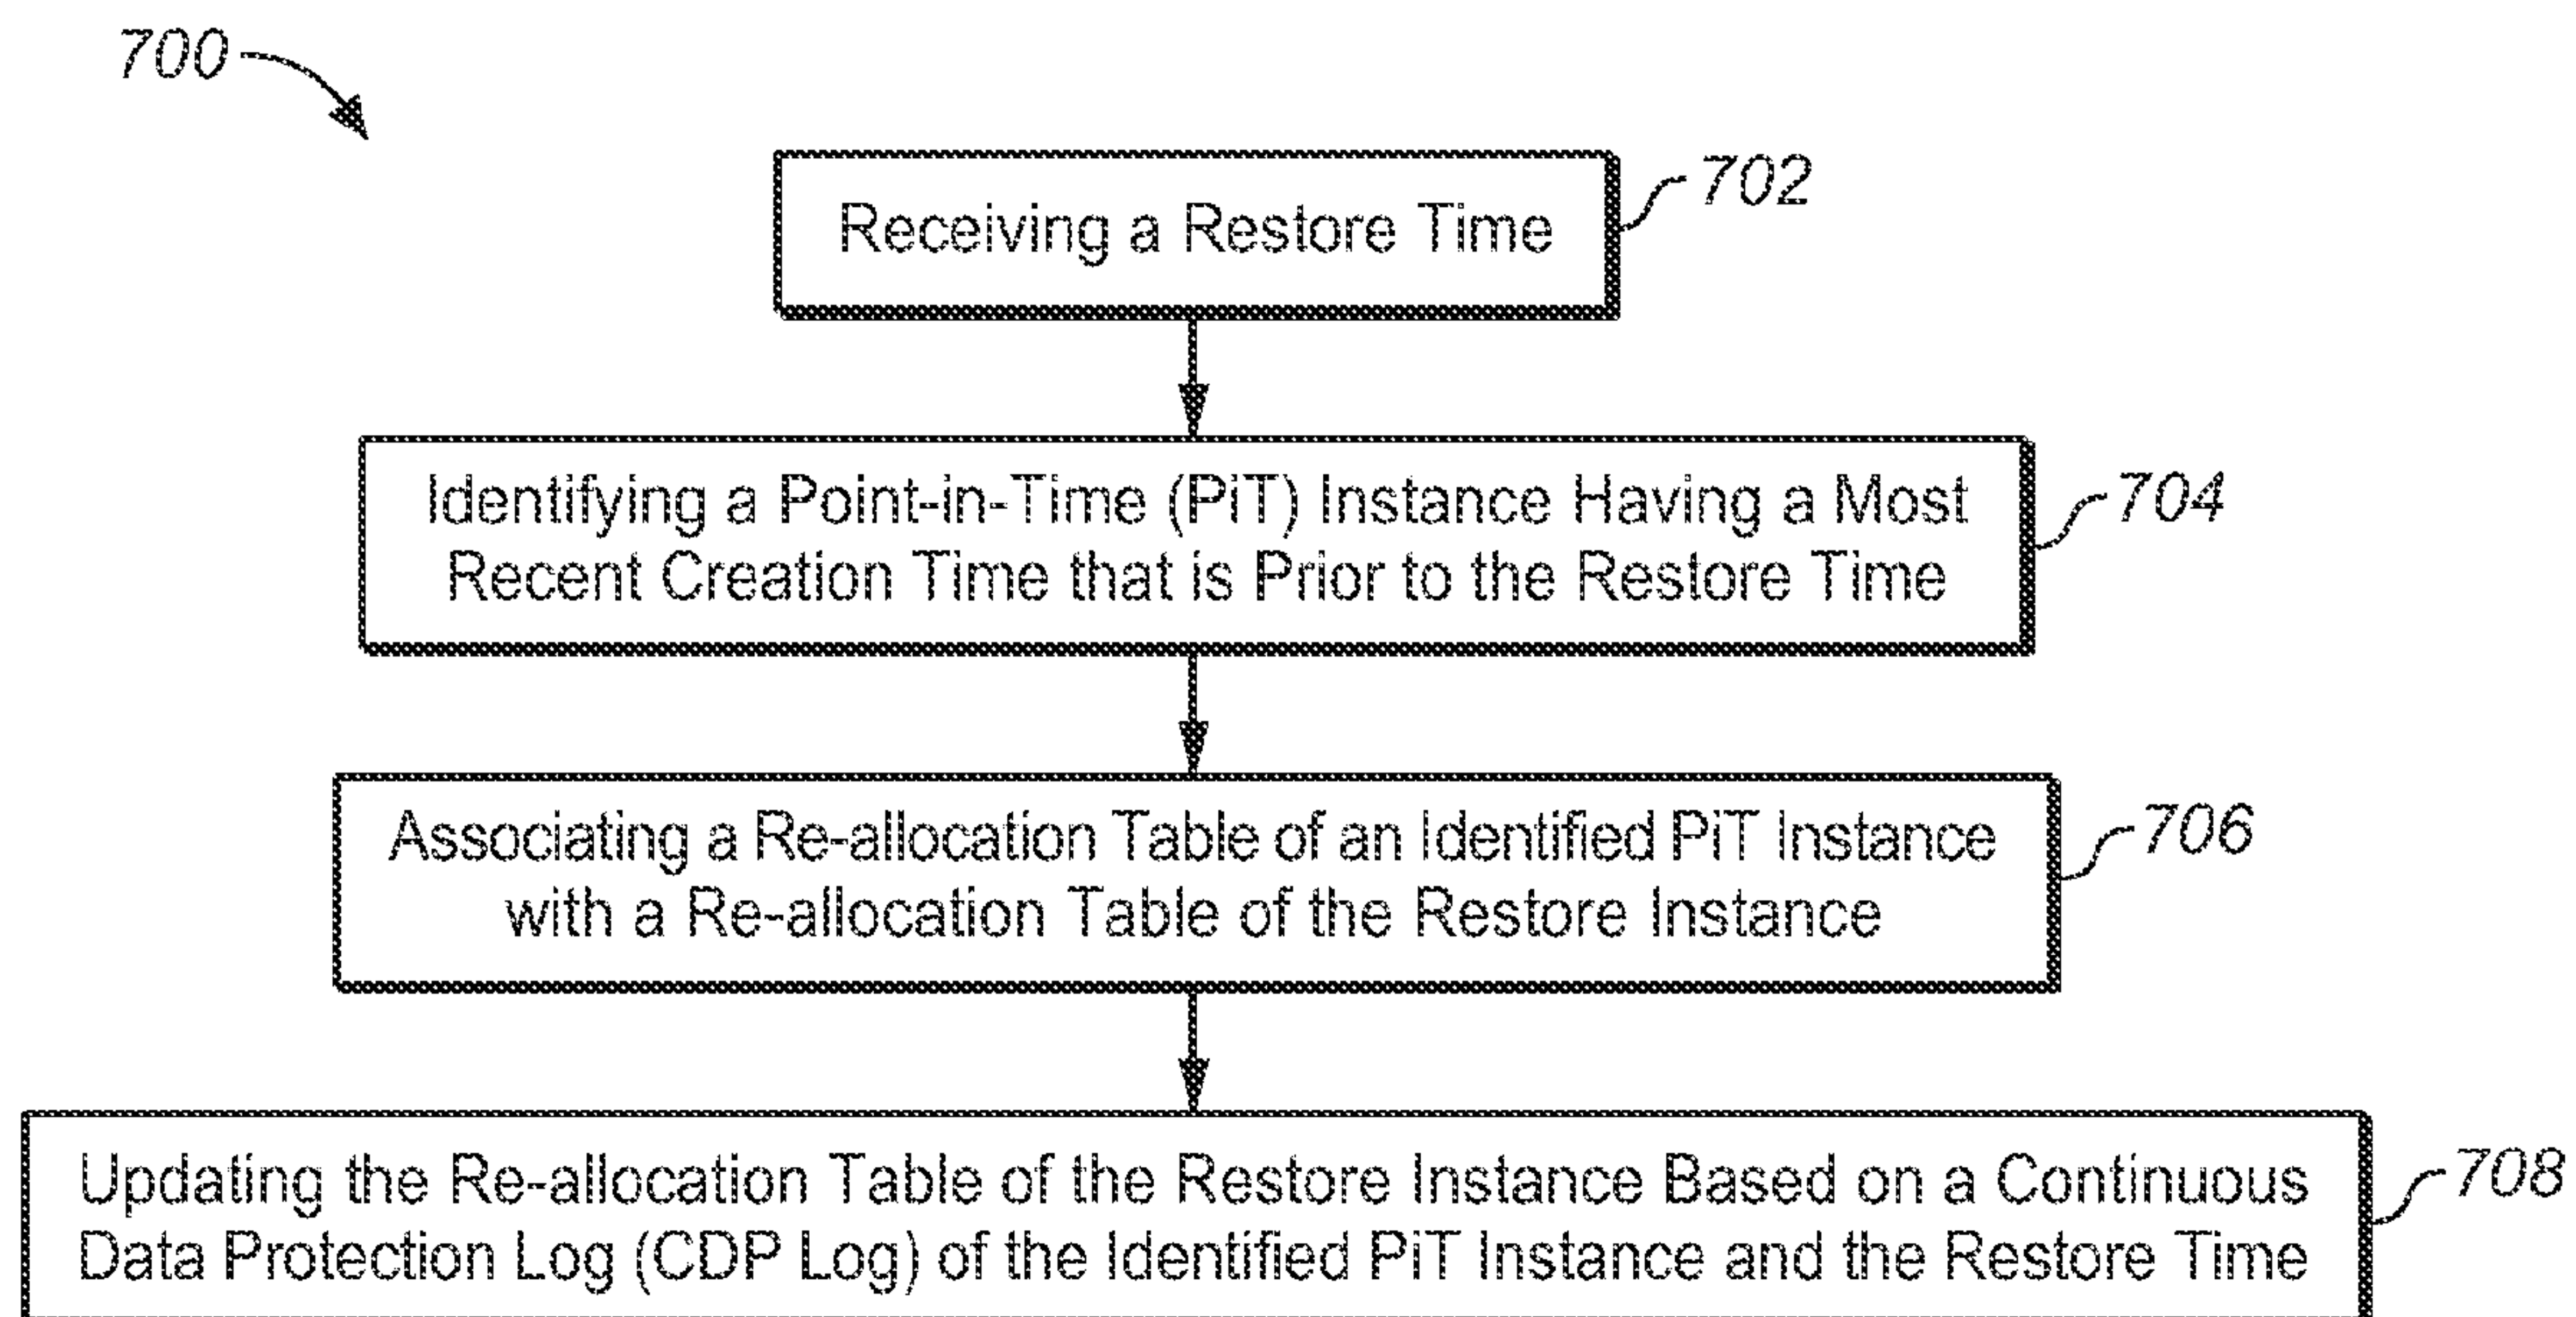 700
Receiving a Restore Time
702
Identifying a Point-in-Time (PiT) Instance Having a Most
Recent Creation Time that is Prior to the Restore Time
704
Associating a Re-allocation Table of an Identified PiT Instance
with a Re-allocation Table of the Restore Instance
706
Updating the Re-allocation Table of the Restore Instance Based on a Continuous
Data Protection Log (CDP Log) of the Identified PiT Instance and the Restore Time
708